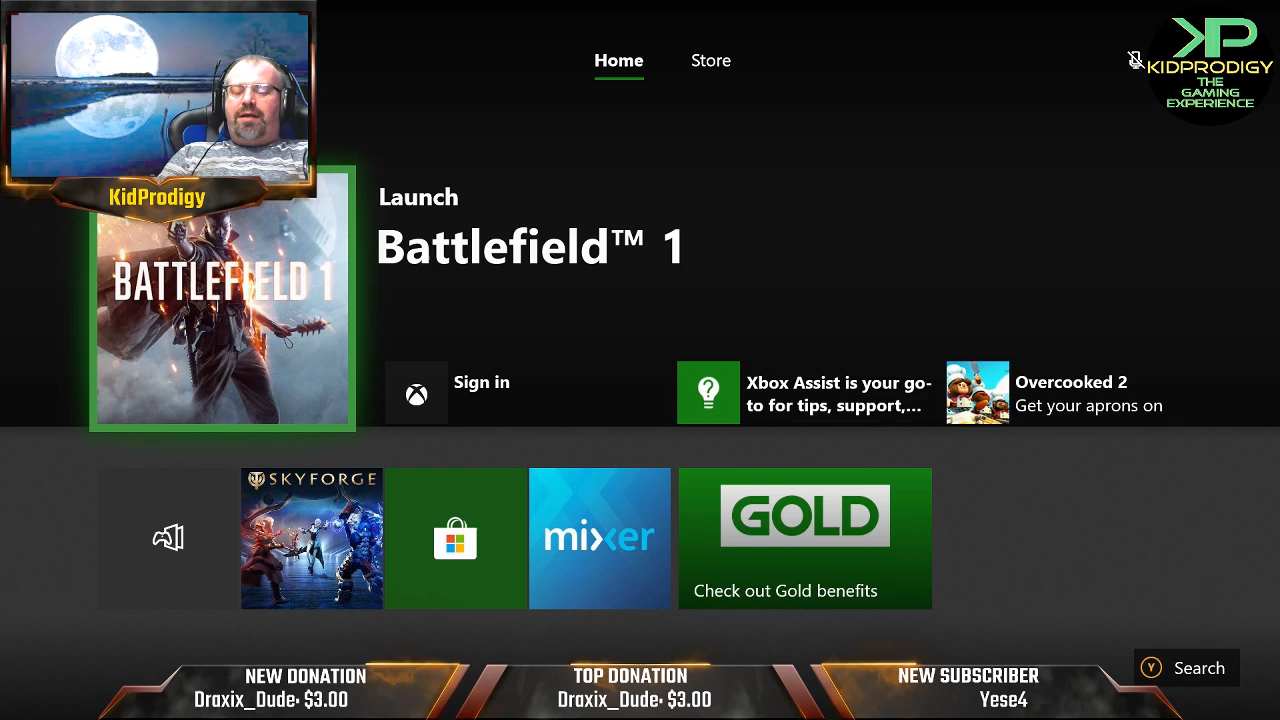 Home
Store
KP
KIDPRODIGY
THE
GAMING
EXPERIENCE
KidProdigy
BATTLEFIELD 1
Launch
Battlefield™ 1
Sign in
Xbox Assist is your go-
to for tips, support,...
Overcooked 2
Get your aprons on
SKYFORGE
mixer
GOLD
Check out Gold benefits
Y Search
NEW DONATION
Draxix_Dude: $3.00
TOP DONATION
Draxix_Dude: $3.00
NEW SUBSCRIBER
Yese4